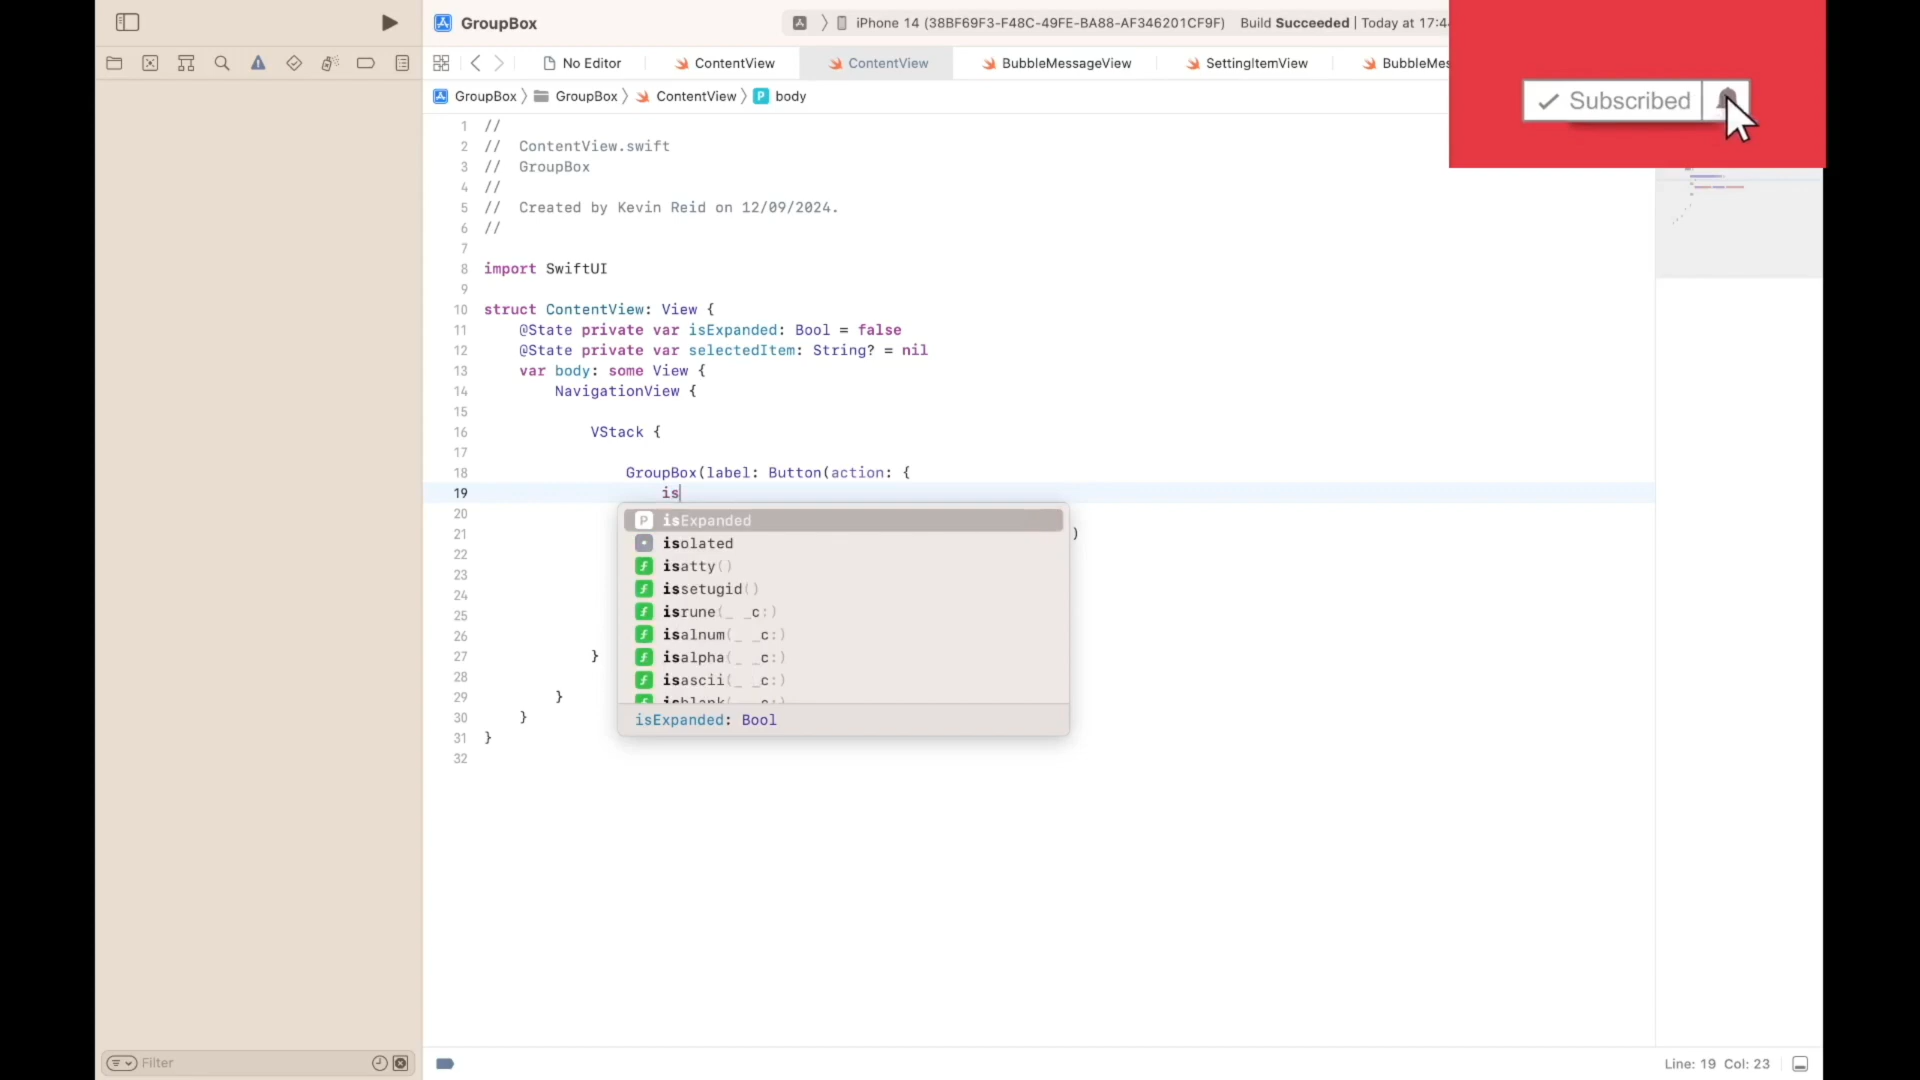 GroupBox
iPhone 14 (38BF69F3-F48C-49FE-BA88-AF346201CF9F) Build Succeeded | Today at 17:4
Subscribed
No Editor
ContentView
ContentView
BubbleMessageView
SettingItemView
BubbleMes
GroupBox
GroupBox
ContentView
P body
1 //
2 //  ContentView.swift
3 //  GroupBox
4 //
5 //  Created by Kevin Reid on 12/09/2024.
6 //
7
8 import SwiftUI
9
10 struct ContentView: View {
11     @State private var isExpanded: Bool = false
12     @State private var selectedItem: String? = nil
13     var body: some View {
14         NavigationView {
15
16             VStack {
17
18                 GroupBox(label: Button(action: {
19                     is
20
21 )
22
23
24
25
26
27             }
28
29         }
30     }
31 }
32
P isExpanded
isolated
f isatty()
f issetugid()
f isrune(_ _c:)
f isalnum(_ _c:)
f isalpha(_ _c:)
f isascii(_ _c:)
f isblank(_ _c:)
isExpanded: Bool
Filter
Line: 19 Col: 23